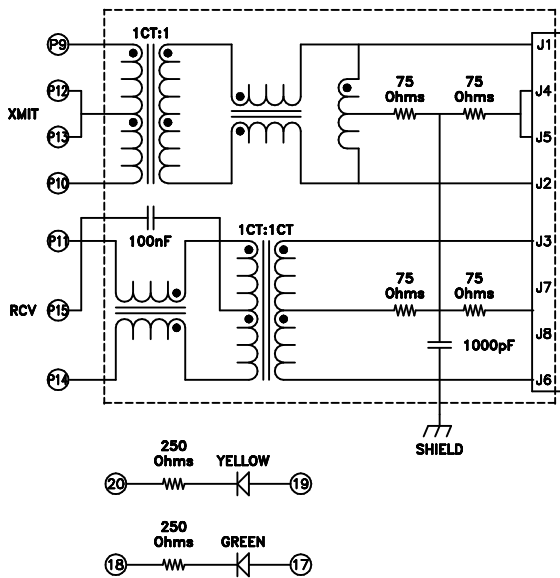 1CT:1
P9
J1
75
Ohms
75
Ohms
P12
J4
XMIT
P13
J5
P10
J2
P11
100nF
1CT:1CT
J3
75
Ohms
75
Ohms
J7
RCV
P15
J8
1000pF
P14
J6
SHIELD
250
Ohms
YELLOW
20
19
250
Ohms
GREEN
18
17